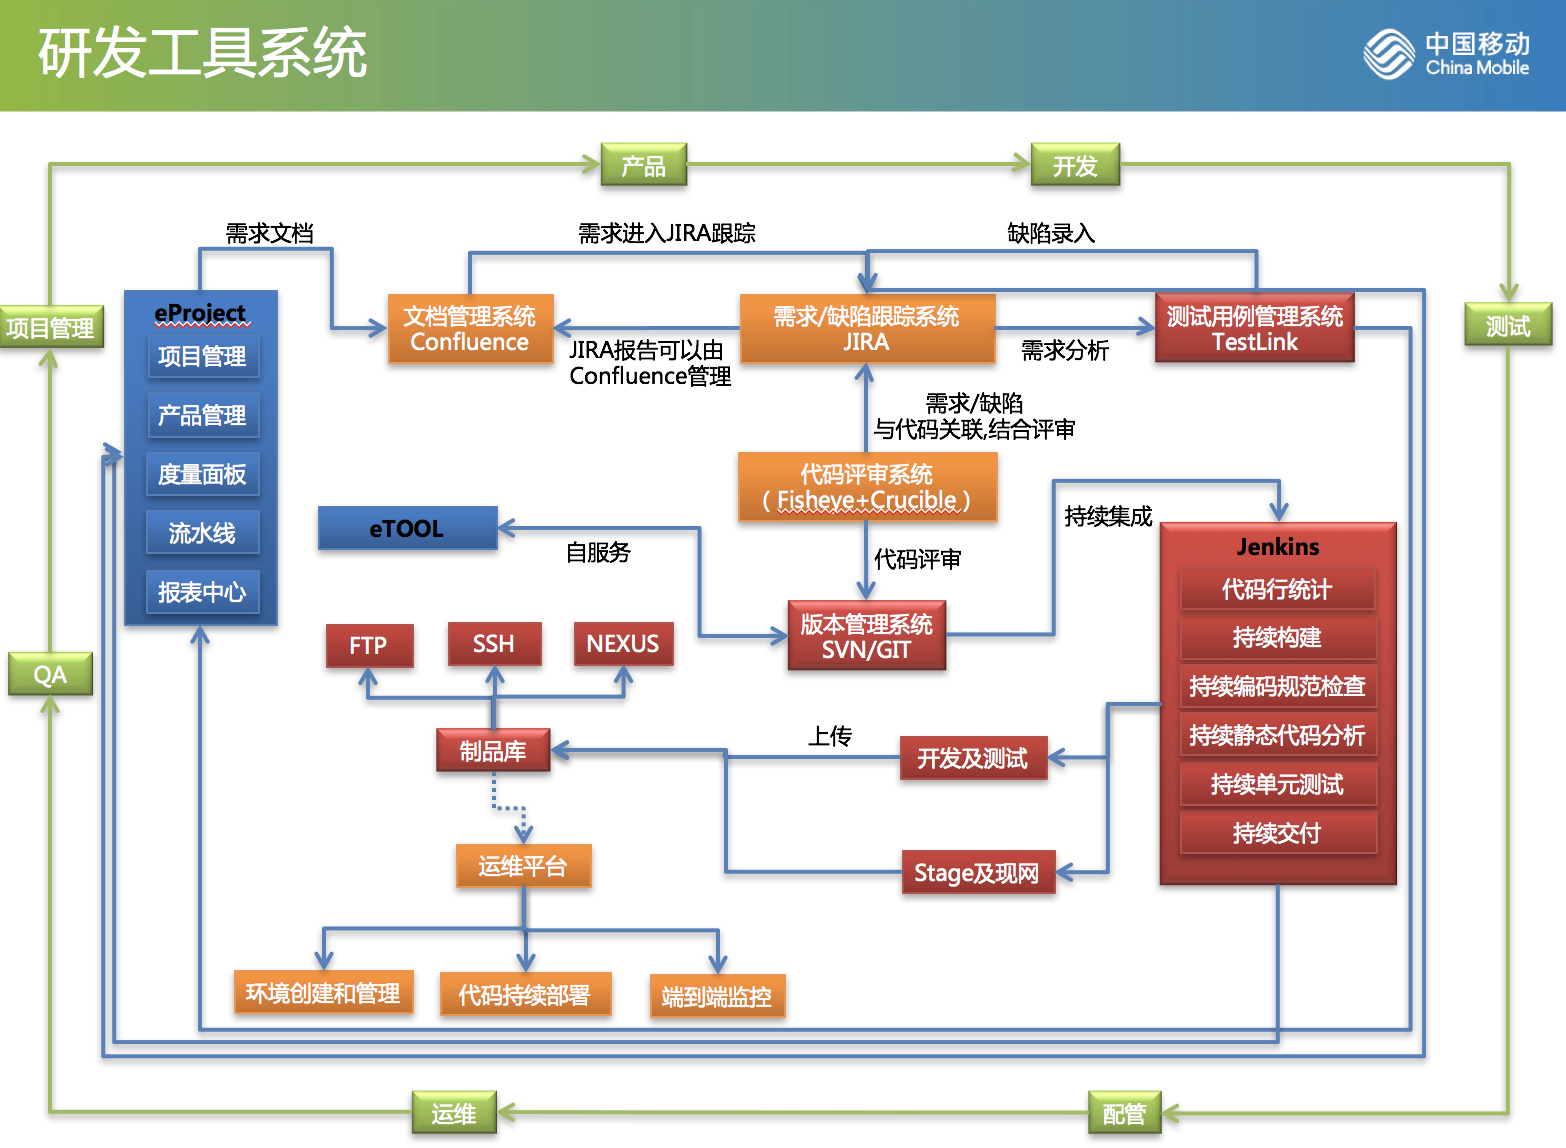 研发工具系统
中国移动
China Mobile
产品
开发
需求文档
需求进入JIRA跟踪
缺陷录入
项目管理
eProject
项目管理
产品管理
度量面板
流水线
报表中心
文档管理系统
Confluence
需求/缺陷跟踪系统
JIRA
测试用例管理系统
TestLink
测试
JIRA报告可以由
Confluence管理
需求分析
需求/缺陷
与代码关联,结合评审
代码评审系统
（Fisheye+Crucible）
eTOOL
自服务
代码评审
持续集成
Jenkins
代码行统计
持续构建
持续编码规范检查
持续静态代码分析
持续单元测试
持续交付
版本管理系统
SVN/GIT
FTP
SSH
NEXUS
QA
制品库
上传
开发及测试
Stage及现网
运维平台
环境创建和管理
代码持续部署
端到端监控
运维
配管